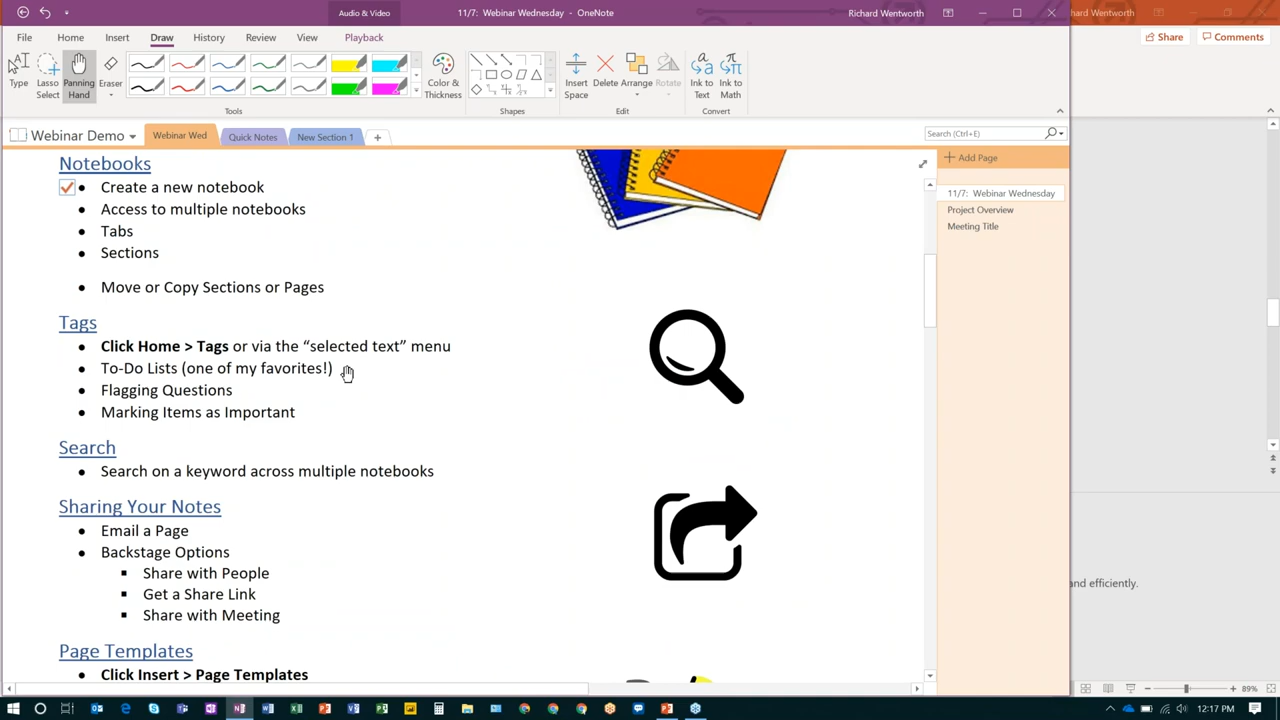 Audio & Video
11/7: Webinar Wednesday - OneNote
Richard Wentworth
Richard Wentworth
File
Home
Insert
Draw
History
Review
View
Playback
Share
Comments
Type
Lasso Select
Panning Hand
Eraser
Color & Thickness
Insert Space
Delete
Arrange
Rotate
Ink to Text
Ink to Math
Tools
Shapes
Edit
Convert
Webinar Demo
Webinar Wed
Quick Notes
New Section 1
Search (Ctrl+E)
Add Page
11/7: Webinar Wednesday
Project Overview
Meeting Title
Notebooks
Create a new notebook
Access to multiple notebooks
Tabs
Sections
Move or Copy Sections or Pages
Tags
Click Home > Tags or via the “selected text” menu
To-Do Lists (one of my favorites!)
Flagging Questions
Marking Items as Important
Search
Search on a keyword across multiple notebooks
Sharing Your Notes
Email a Page
Backstage Options
Share with People
Get a Share Link
Share with Meeting
Page Templates
Click Insert > Page Templates
and efficiently.
89%
12:17 PM